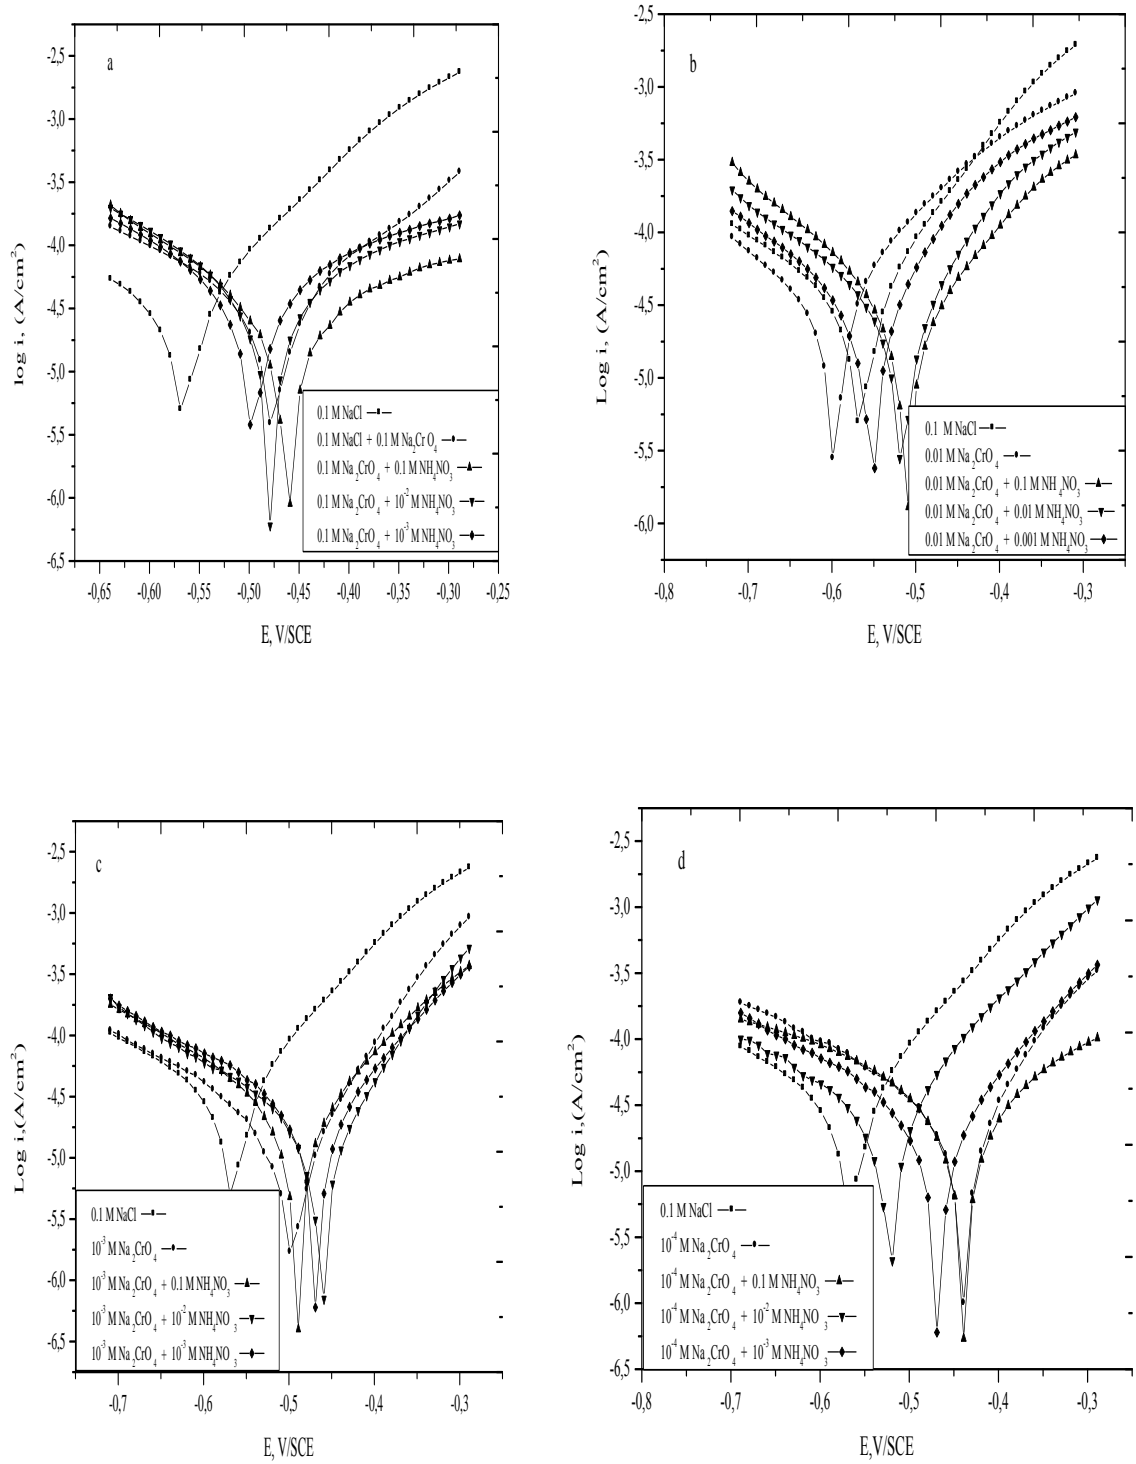 a
-2,5
-3,0
-3,5
-4,0
-4,5
-5,0
-5,5
-6,0
-6,5
log i, (A/cm²)
0.1 M NaCl
0.1 M NaCl + 0.1 M Na₂Cr O₄
0.1 M Na₂CrO₄ + 0.1 M NH₄NO₃
0.1 M Na₂CrO₄ + 10⁻² M NH₄NO₃
0.1 M Na₂CrO₄ + 10⁻³ M NH₄NO₃
-0,65 -0,60 -0,55 -0,50 -0,45 -0,40 -0,35 -0,30 -0,25
E, V/SCE
b
-2,5
-3,0
-3,5
-4,0
-4,5
-5,0
-5,5
-6,0
Log i, (A/cm²)
0.1 M NaCl
0.01 M Na₂CrO₄
0.01 M Na₂CrO₄ + 0.1 M NH₄NO₃
0.01 M Na₂CrO₄ + 0.01 M NH₄NO₃
0.01 M Na₂CrO₄ + 0.001 M NH₄NO₃
-0,8 -0,7 -0,6 -0,5 -0,4 -0,3
E, V/SCE
c
-2,5
-3,0
-3,5
-4,0
-4,5
-5,0
-5,5
-6,0
-6,5
Log i,(A/cm²)
0.1 M NaCl
10⁻³ M Na₂CrO₄
10⁻³ M Na₂CrO₄ + 0.1 M NH₄NO₃
10⁻³ M Na₂CrO₄ + 10⁻² M NH₄NO₃
10⁻³ M Na₂CrO₄ + 10⁻³ M NH₄NO₃
-0,7 -0,6 -0,5 -0,4 -0,3
E, V/SCE
d
-2,5
-3,0
-3,5
-4,0
-4,5
-5,0
-5,5
-6,0
-6,5
Log i,(A/cm²)
0.1 M NaCl
10⁻⁴ M Na₂CrO₄
10⁻⁴ M Na₂CrO₄ + 0.1 M NH₄NO₃
10⁻⁴ M Na₂CrO₄ + 10⁻² M NH₄NO₃
10⁻⁴ M Na₂CrO₄ + 10⁻³ M NH₄NO₃
-0,8 -0,7 -0,6 -0,5 -0,4 -0,3
E,V/SCE